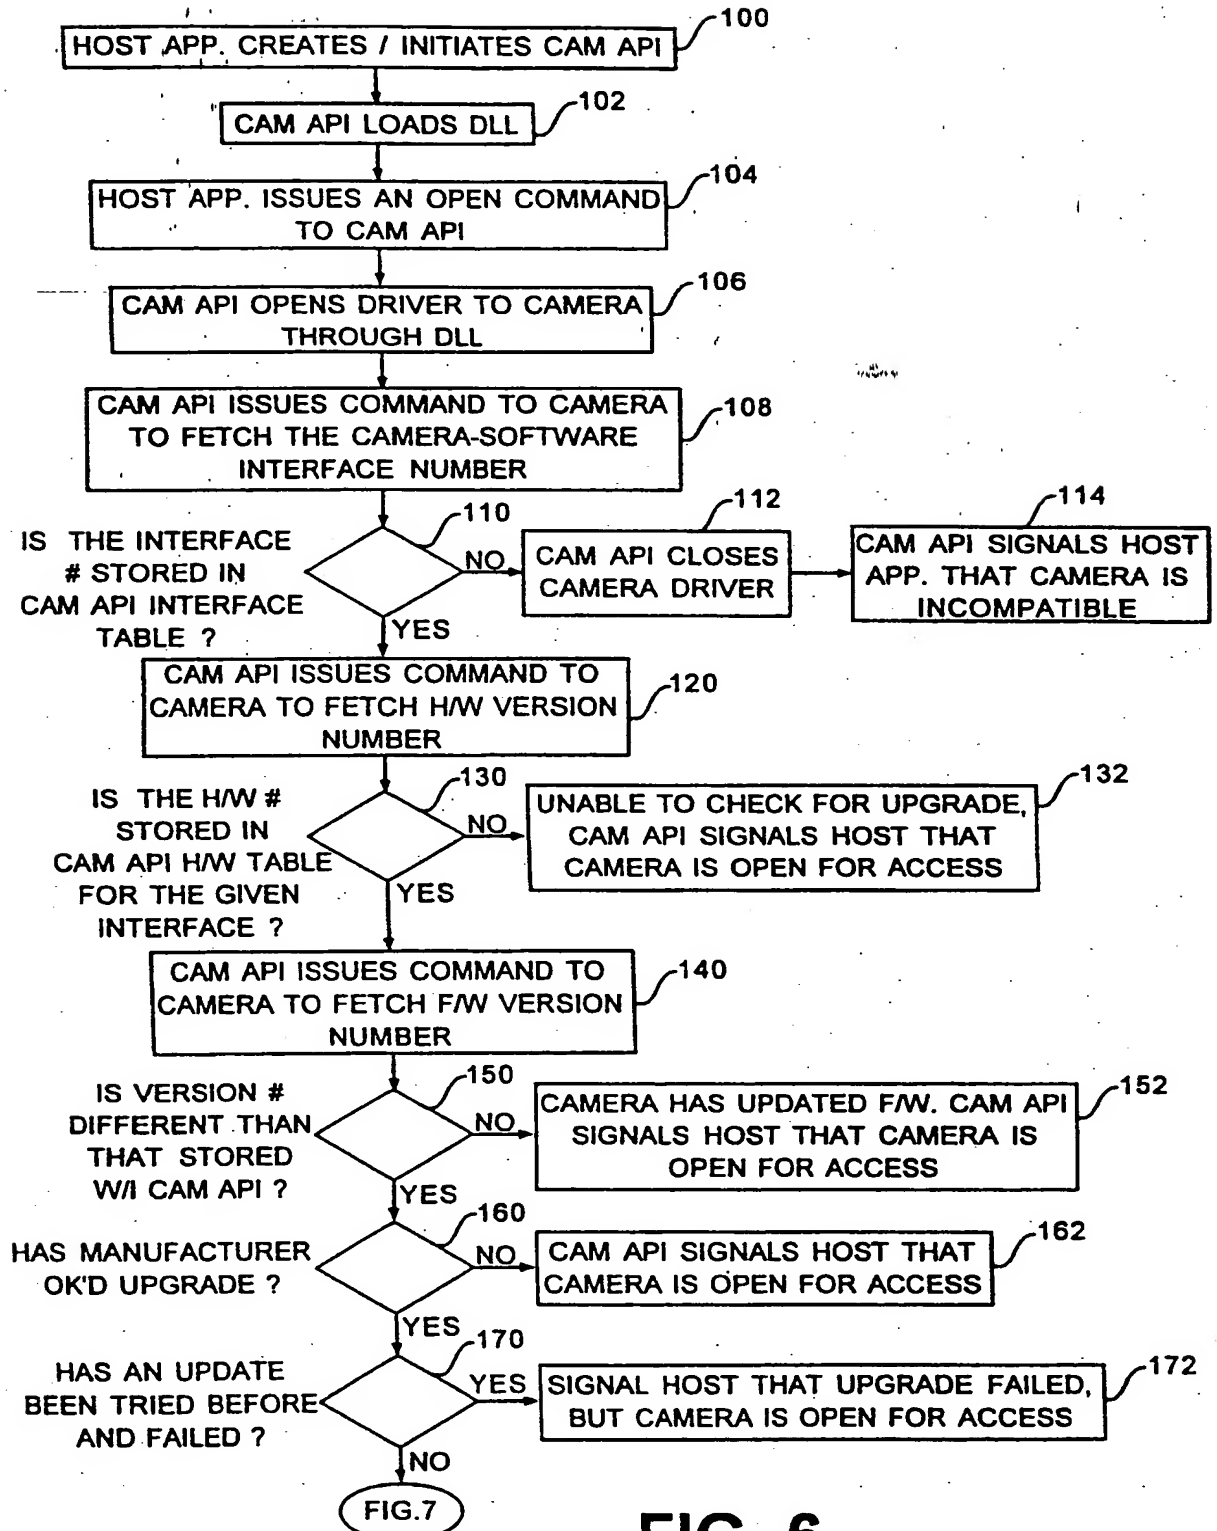 100
HOST APP. CREATES / INITIATES CAM API
102
CAM API LOADS DLL
104
HOST APP. ISSUES AN OPEN COMMAND
TO CAM API
106
CAM API OPENS DRIVER TO CAMERA
THROUGH DLL
108
CAM API ISSUES COMMAND TO CAMERA
TO FETCH THE CAMERA-SOFTWARE
INTERFACE NUMBER
110
IS THE INTERFACE
# STORED IN
CAM API INTERFACE
TABLE ?
NO
YES
112
CAM API CLOSES
CAMERA DRIVER
114
CAM API SIGNALS HOST
APP. THAT CAMERA IS
INCOMPATIBLE
120
CAM API ISSUES COMMAND TO
CAMERA TO FETCH H/W VERSION
NUMBER
130
IS THE H/W #
STORED IN
CAM API H/W TABLE
FOR THE GIVEN
INTERFACE ?
NO
YES
132
UNABLE TO CHECK FOR UPGRADE,
CAM API SIGNALS HOST THAT
CAMERA IS OPEN FOR ACCESS
140
CAM API ISSUES COMMAND TO
CAMERA TO FETCH F/W VERSION
NUMBER
150
IS VERSION #
DIFFERENT THAN
THAT STORED
W/I CAM API ?
NO
YES
152
CAMERA HAS UPDATED F/W. CAM API
SIGNALS HOST THAT CAMERA IS
OPEN FOR ACCESS
160
HAS MANUFACTURER
OK'D UPGRADE ?
NO
YES
162
CAM API SIGNALS HOST THAT
CAMERA IS OPEN FOR ACCESS
170
HAS AN UPDATE
BEEN TRIED BEFORE
AND FAILED ?
YES
NO
172
SIGNAL HOST THAT UPGRADE FAILED,
BUT CAMERA IS OPEN FOR ACCESS
FIG.7
FIG. 6